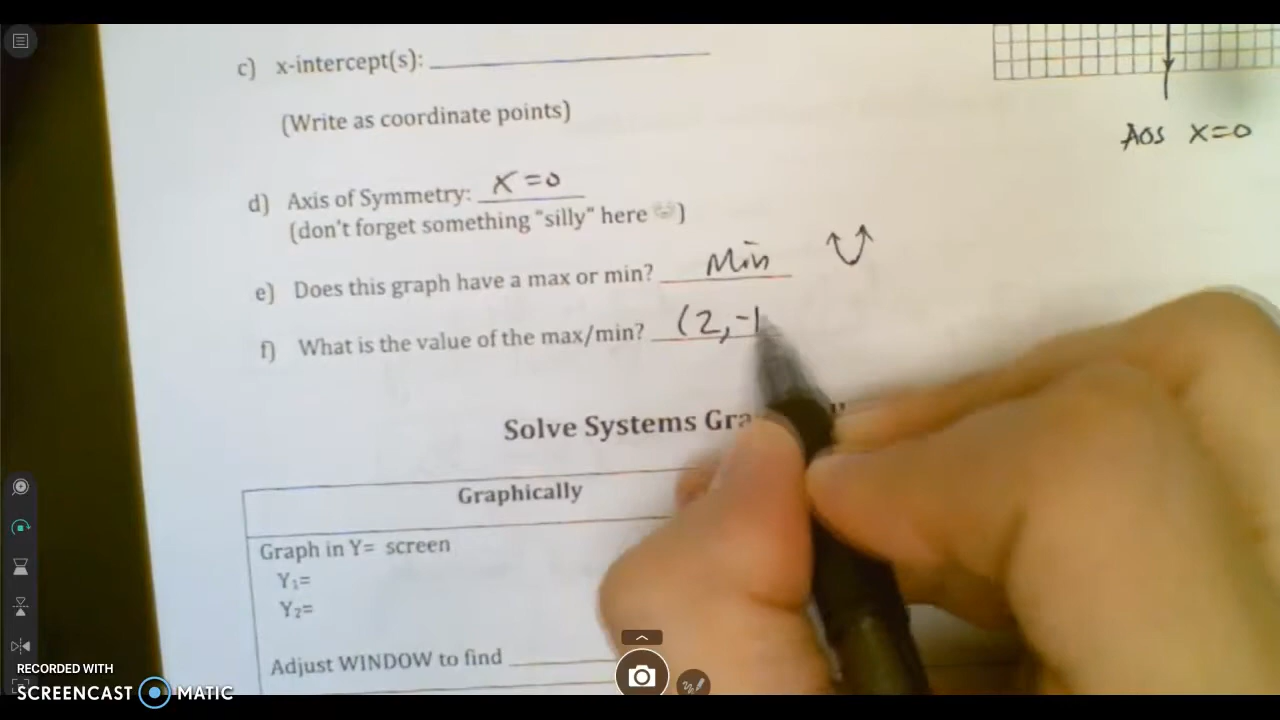 c) x-intercept(s): ________
(Write as coordinate points)
AOS x=0
d) Axis of Symmetry: x=0
(don't forget something "silly" here )
e) Does this graph have a max or min? Min
f) What is the value of the max/min? (2,-1
Solve Systems
Graphically
Graph in Y= screen
Y₁=
Y₂=
Adjust WINDOW to find ________
RECORDED WITH
SCREENCAST MATIC